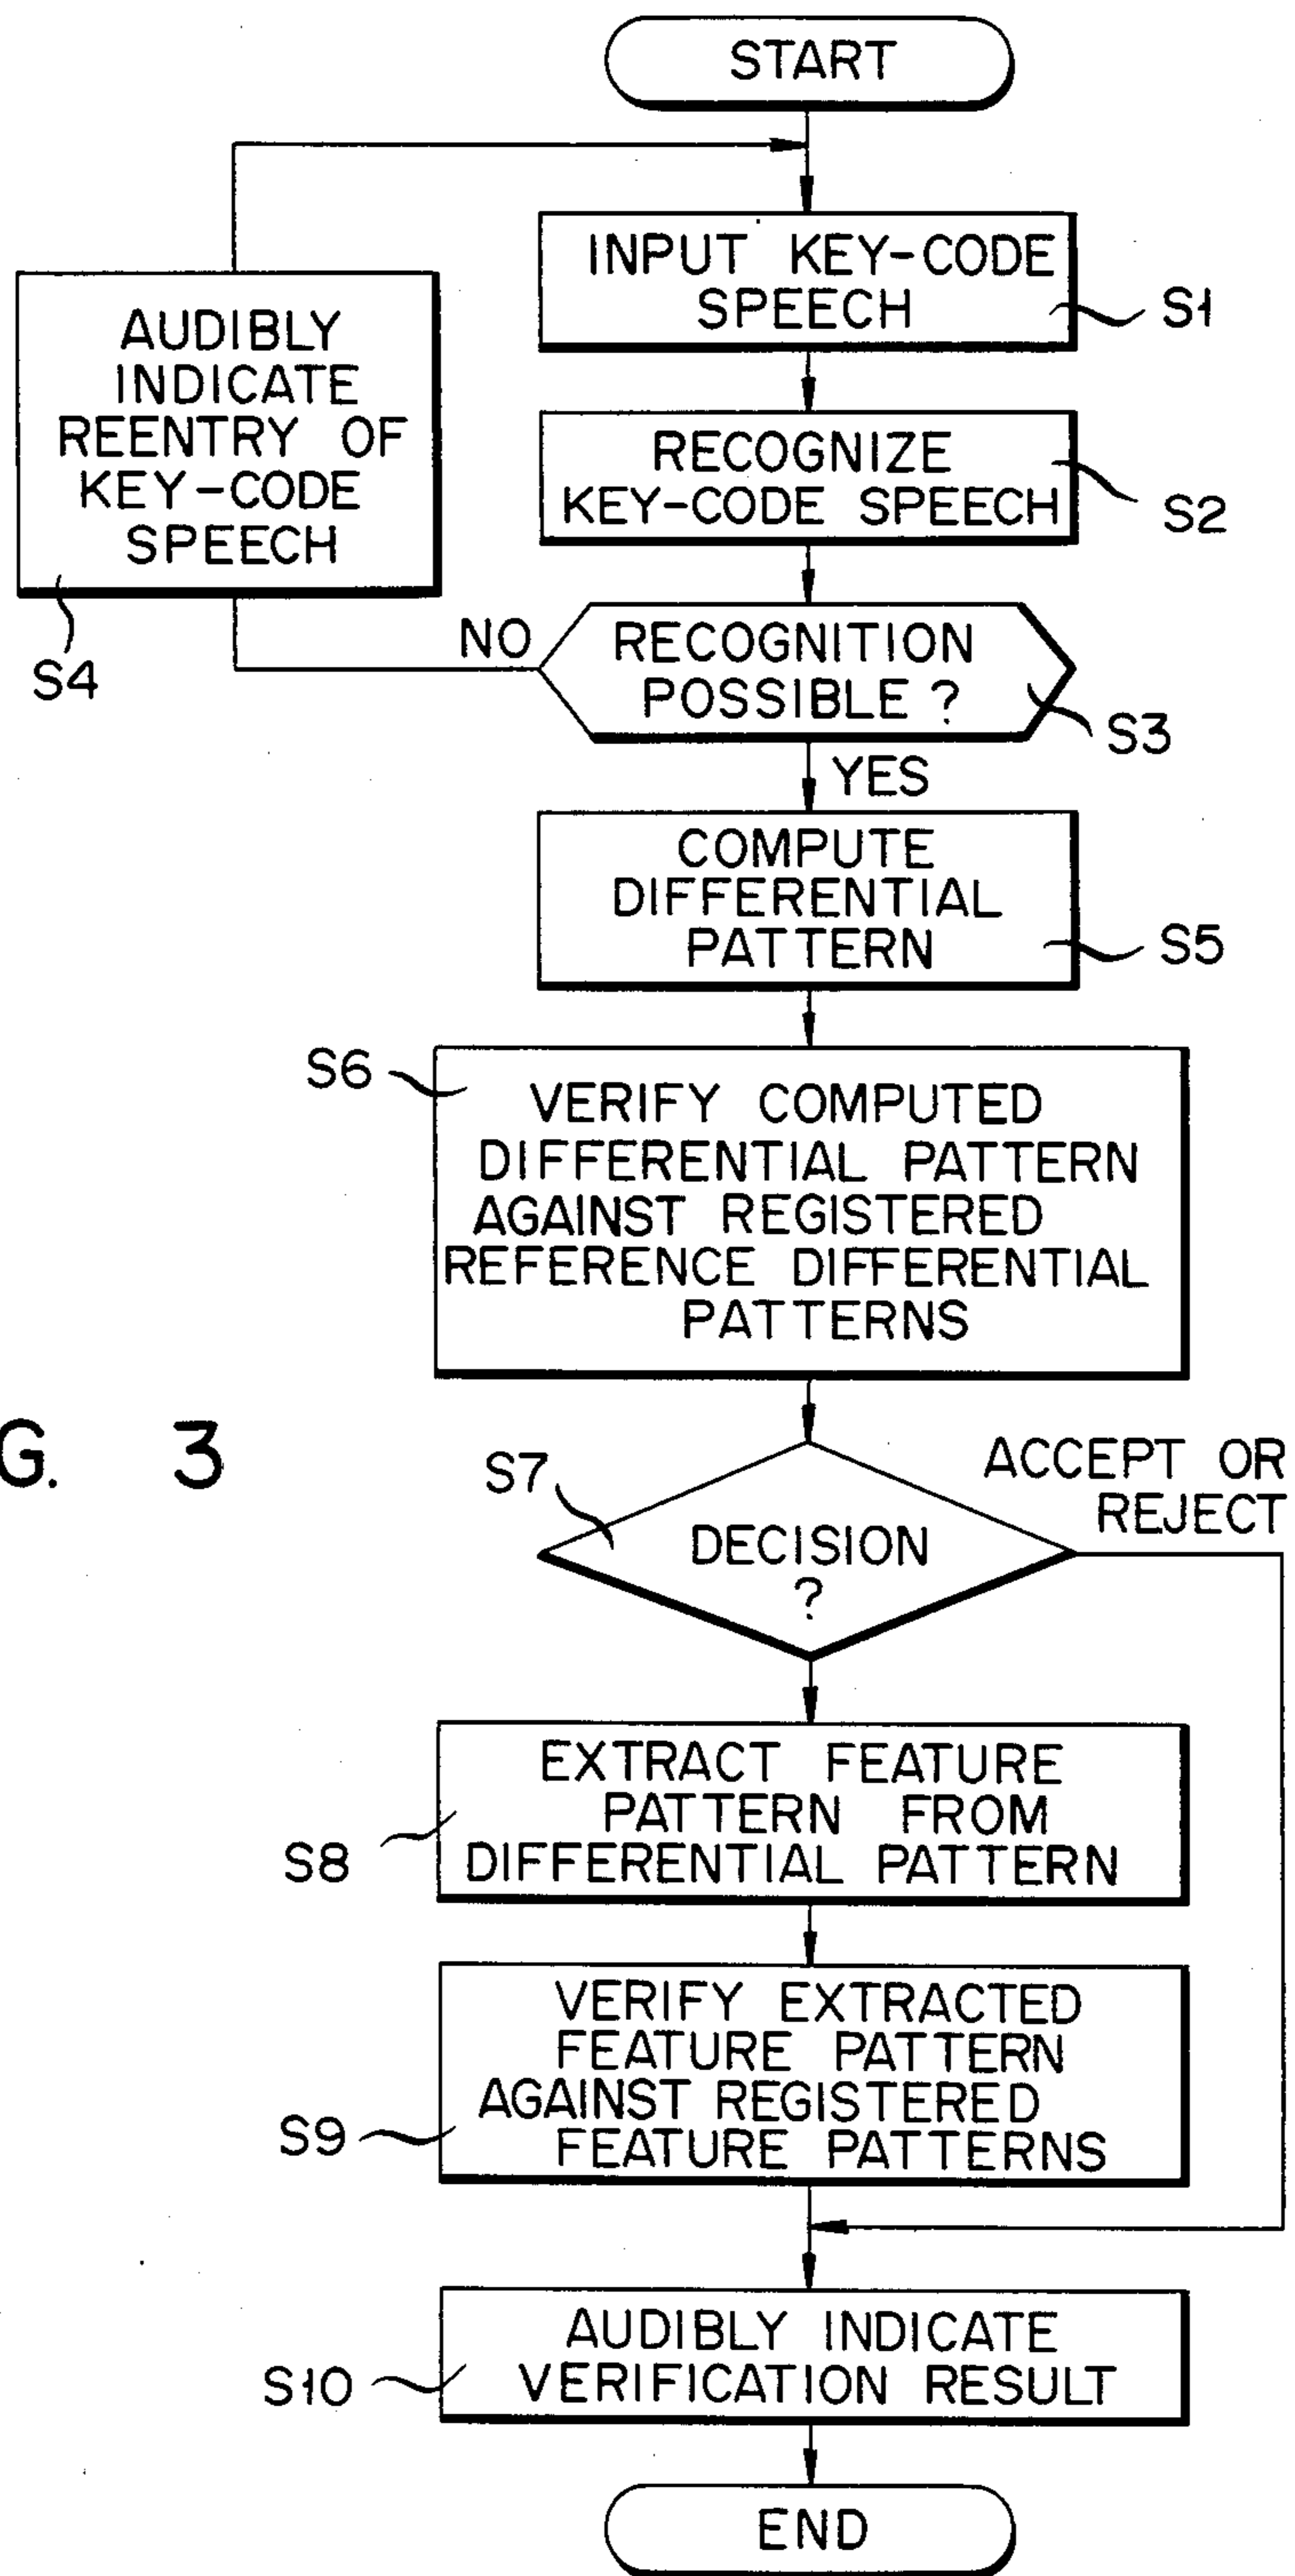 START
INPUT KEY-CODE
SPEECH
S1
AUDIBLY
INDICATE
REENTRY OF
KEY-CODE
SPEECH
S4
RECOGNIZE
KEY-CODE SPEECH
S2
NO
RECOGNITION
POSSIBLE ?
S3
YES
COMPUTE
DIFFERENTIAL
PATTERN
S5
S6
VERIFY COMPUTED
DIFFERENTIAL PATTERN
AGAINST REGISTERED
REFERENCE DIFFERENTIAL
PATTERNS
G. 3
S7
DECISION
?
ACCEPT OR
REJECT
EXTRACT FEATURE
PATTERN FROM
DIFFERENTIAL PATTERN
S8
VERIFY EXTRACTED
FEATURE PATTERN
AGAINST REGISTERED
FEATURE PATTERNS
S9
AUDIBLY INDICATE
VERIFICATION RESULT
S10
END